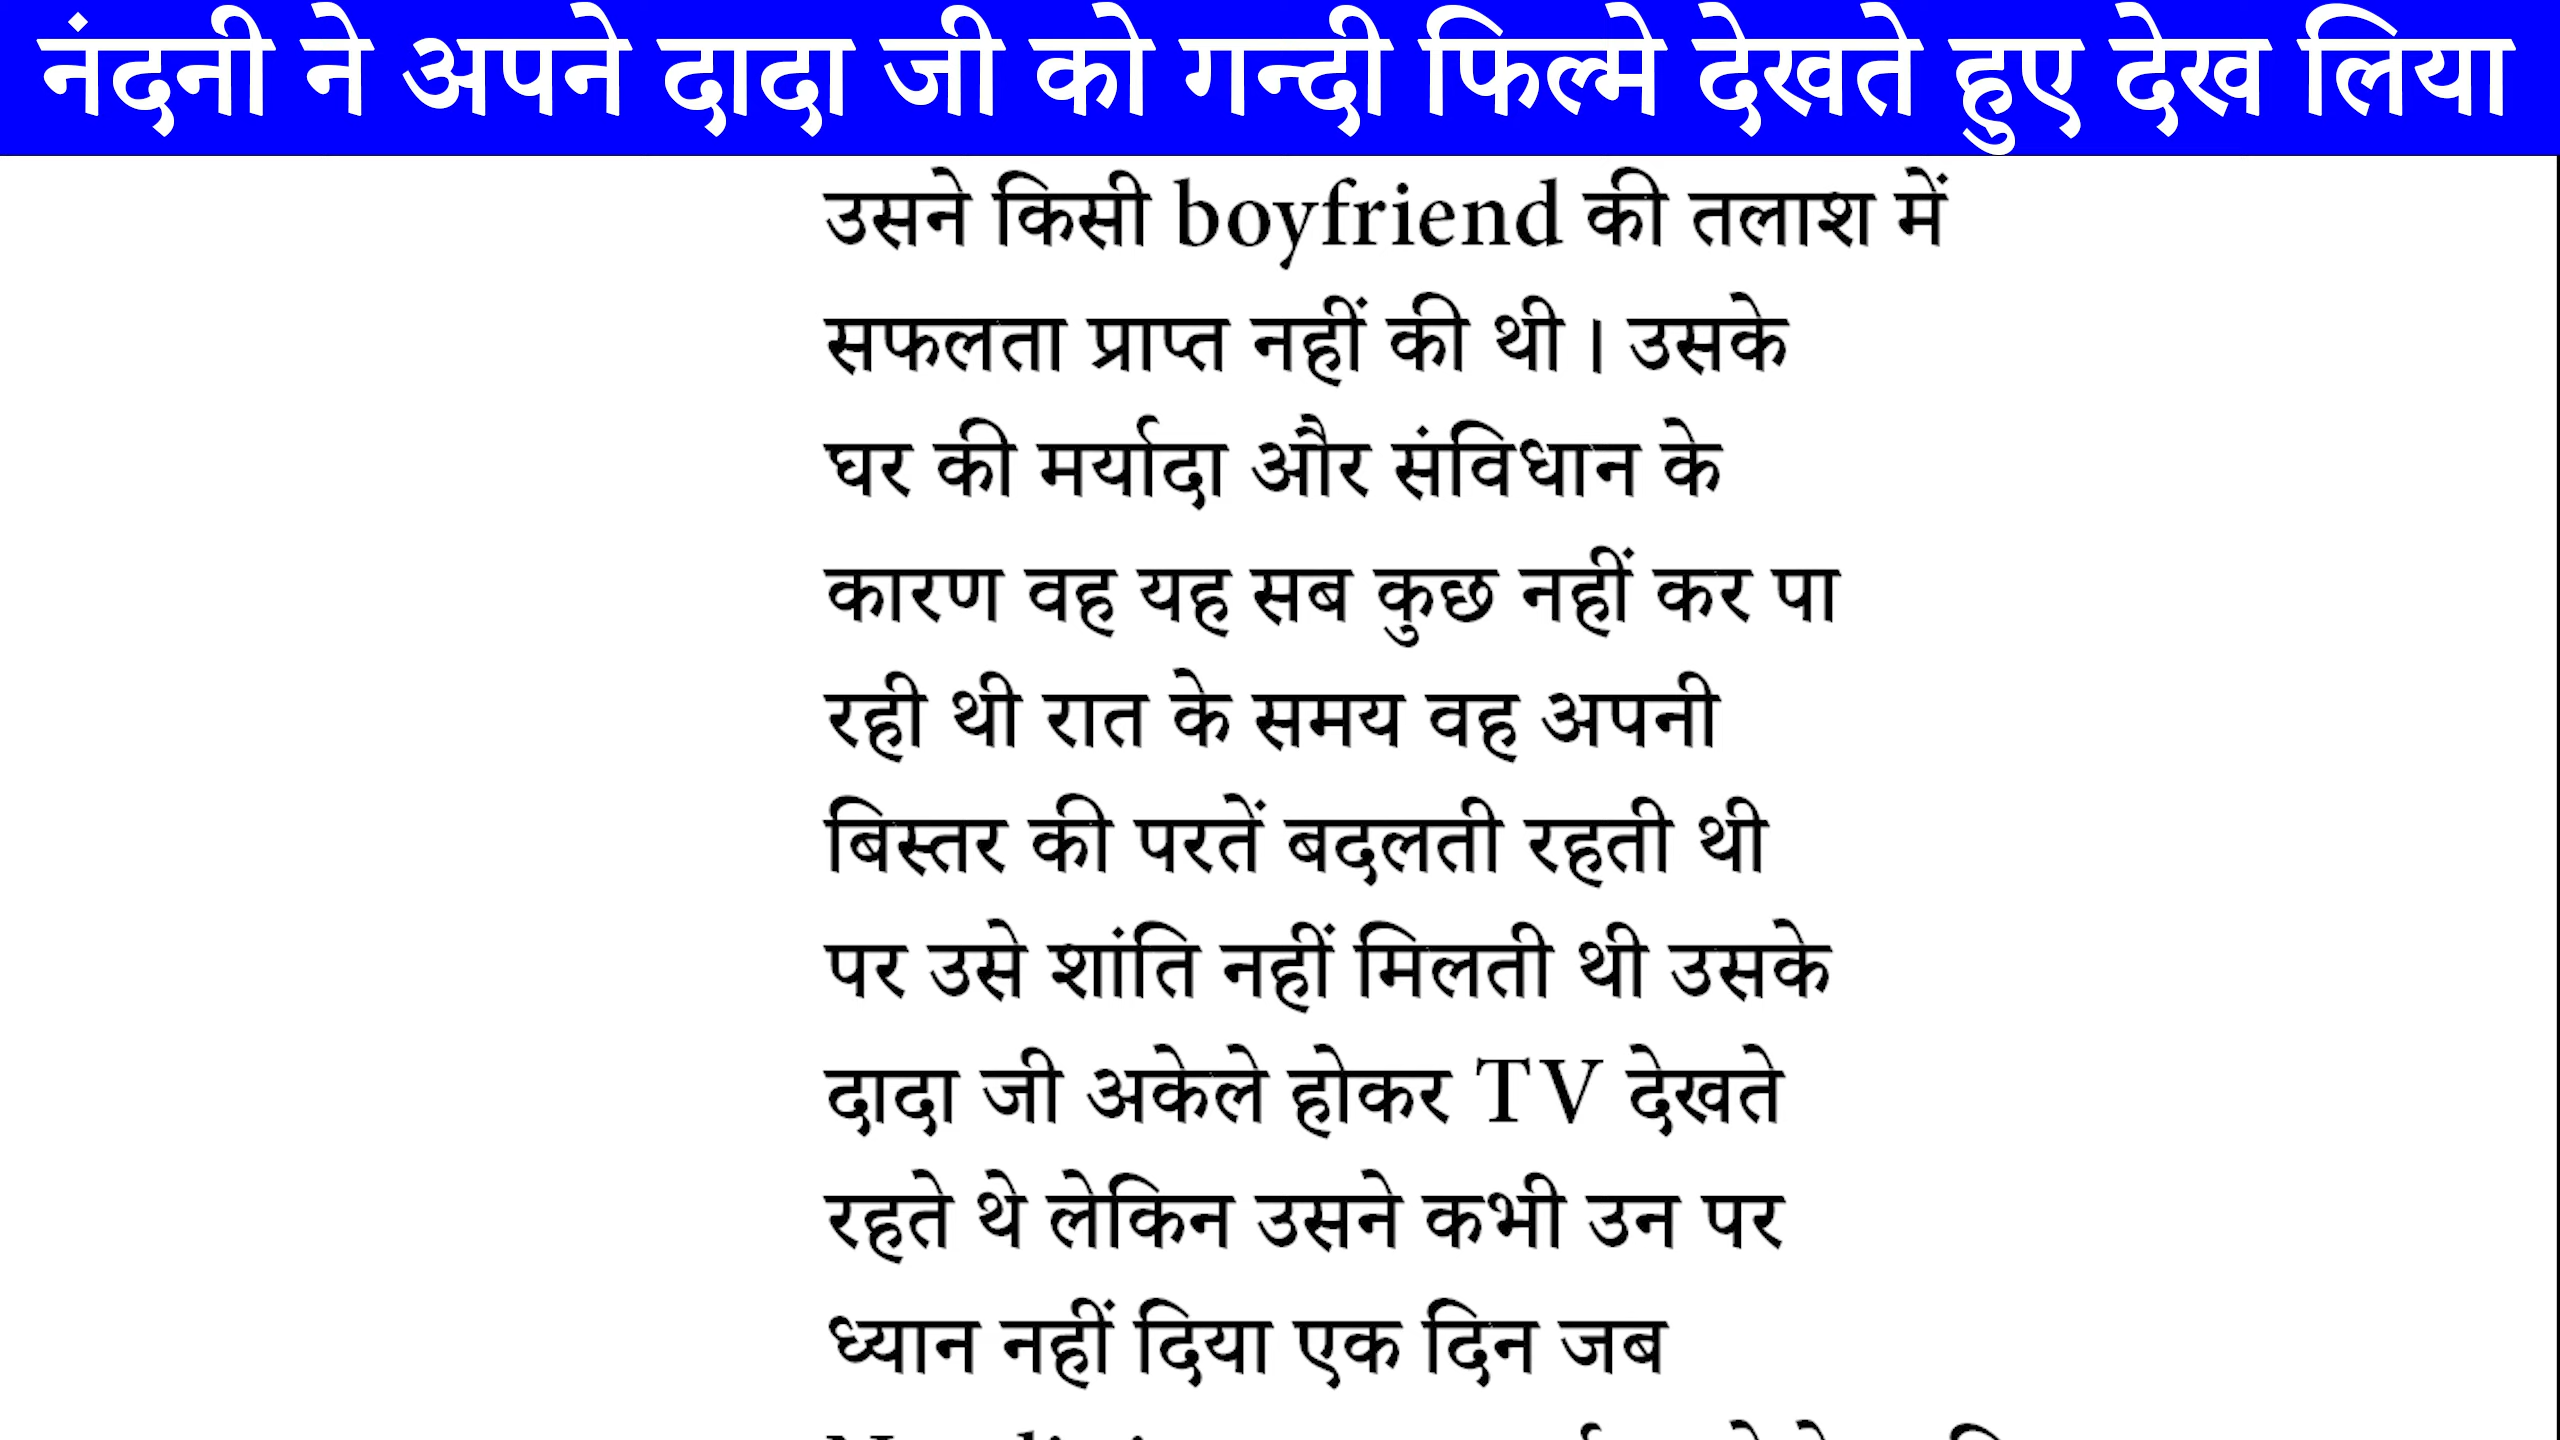 नंदनी ने अपने दादा जी को गन्दी फिल्मे देखते हुए देख लिया
उसने किसी boyfriend की तलाश में
सफलता प्राप्त नहीं की थी । उसके
घर की मर्यादा और संविधान के
कारण वह यह सब कुछ नहीं कर पा
रही थी रात के समय वह अपनी
बिस्तर की परतें बदलती रहती थी
पर उसे शांति नहीं मिलती थी उसके
दादा जी अकेले होकर TV देखते
रहते थे लेकिन उसने कभी उन पर
ध्यान नहीं दिया एक दिन जब